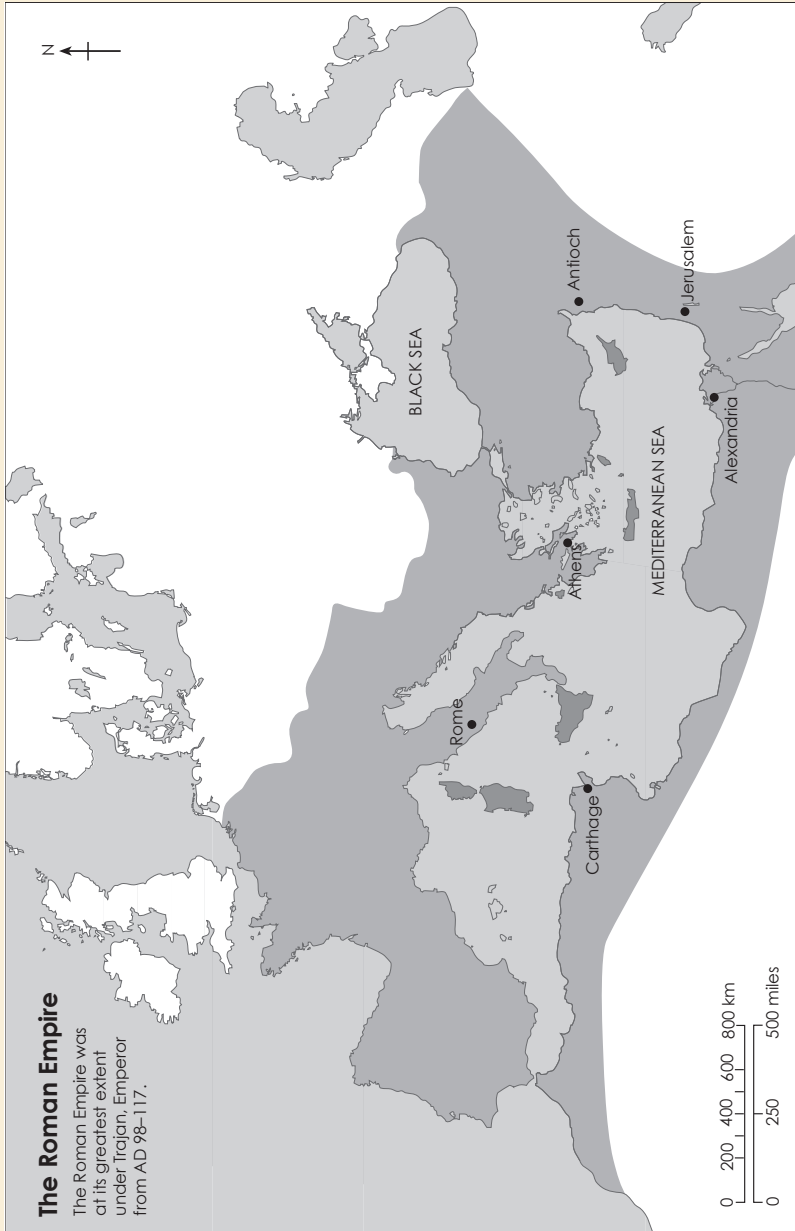 The Roman Empire
The Roman Empire was
at its greatest extent
under Trajan, Emperor
from AD 98–117.
N
BLACK SEA
Rome
Athens
Antioch
MEDITERRANEAN SEA
Carthage
Jerusalem
Alexandria
0 200 400 600 800 km
0 250 500 miles